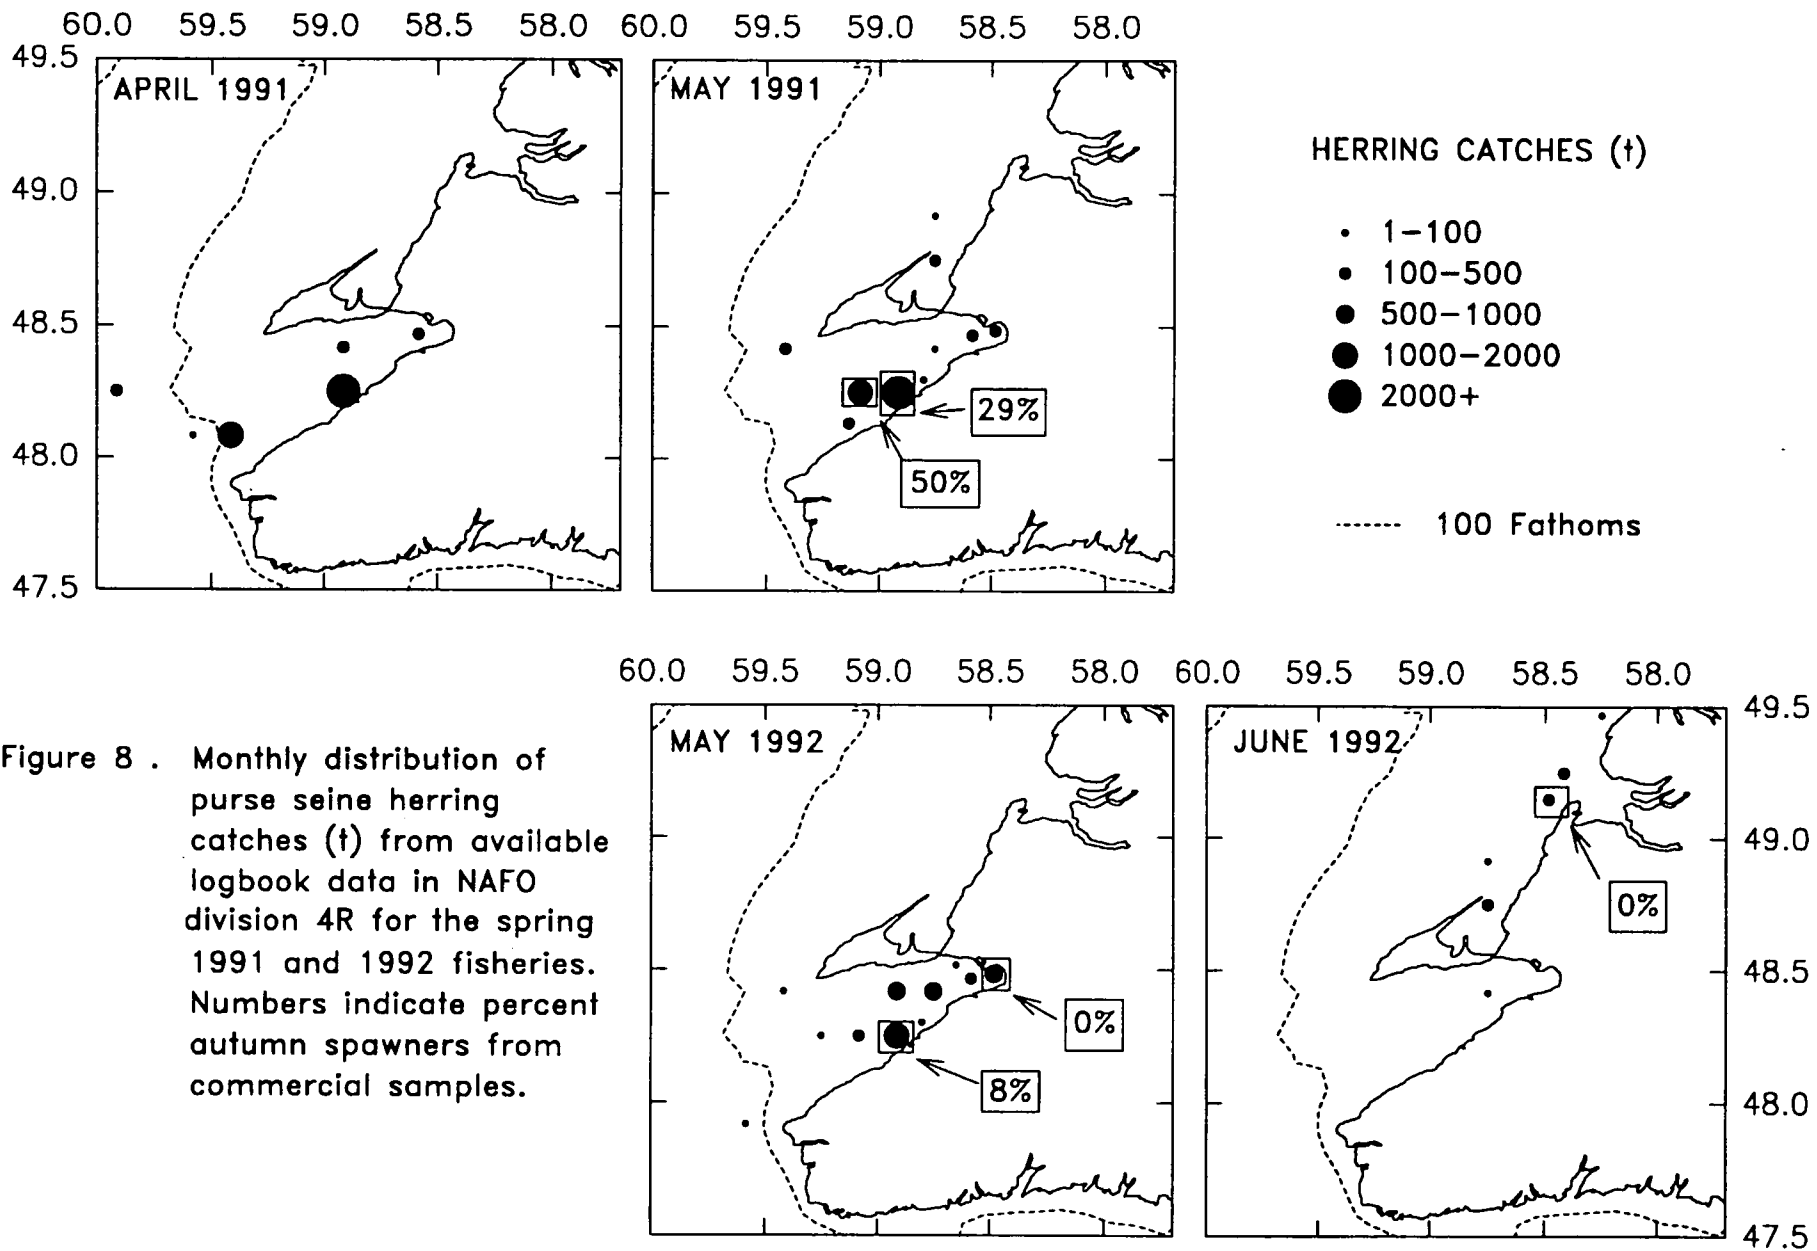 60.0 59.5 59.0 58.5 58.0 60.0 59.5 59.0 58.5 58.0
49.5
49.0
48.5
48.0
47.5
APRIL 1991
MAY 1991
29%
50%
HERRING CATCHES (t)
1-100
100-500
500-1000
1000-2000
2000+
100 Fathoms
60.0 59.5 59.0 58.5 58.0 60.0 59.5 59.0 58.5 58.0
MAY 1992
0%
8%
JUNE 1992
0%
49.5
49.0
48.5
48.0
47.5
Figure 8 . Monthly distribution of
purse seine herring
catches (t) from available
logbook data in NAFO
division 4R for the spring
1991 and 1992 fisheries.
Numbers indicate percent
autumn spawners from
commercial samples.